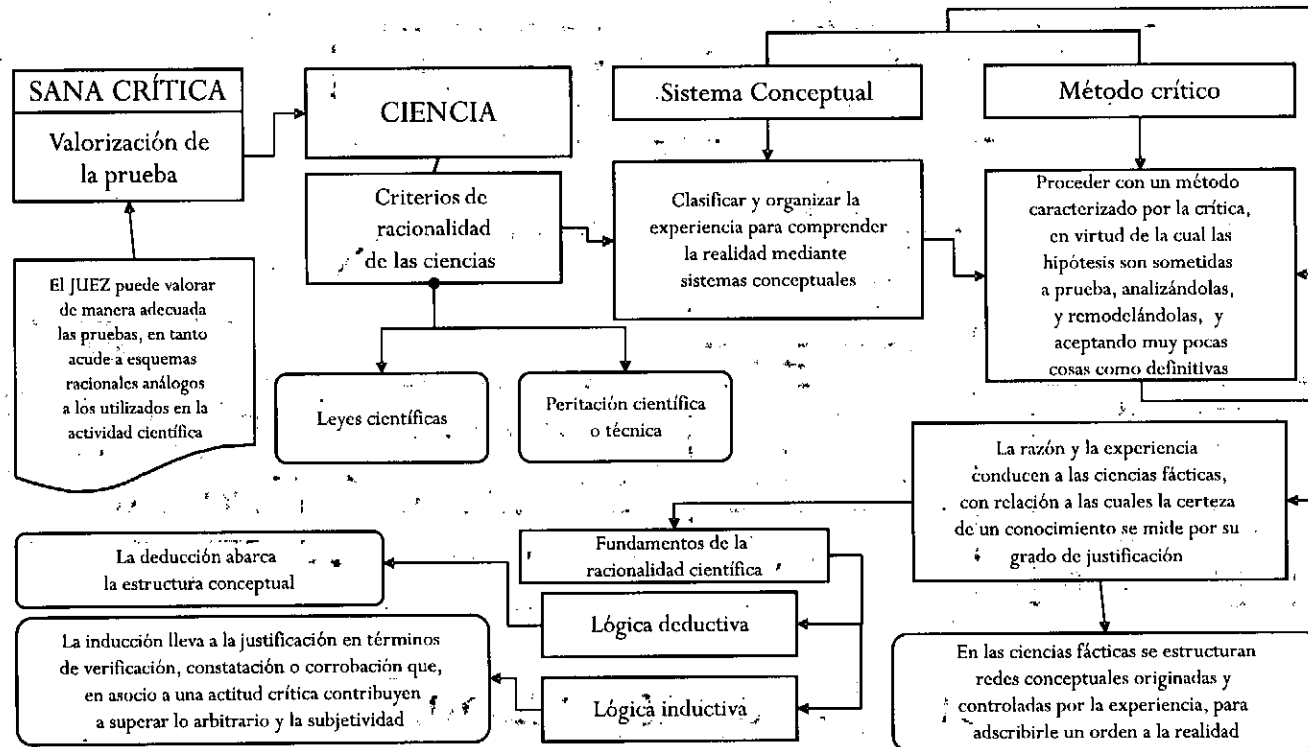 SANA CRÍTICA
Valorización de
la prueba
CIENCIA
Sistema Conceptual
Método crítico
Criterios de
racionalidad
de las ciencias
Clasificar y organizar la
experiencia para comprender
la realidad mediante
sistemas conceptuales
Proceder con un método
caracterizado por la crítica,
en virtud de la cual las
hipótesis son sometidas
a prueba, analizándolas,
y remodelándolas, y
aceptando muy pocas
cosas como definitivas
El JUEZ puede valorar
de manera adecuada
las pruebas, en tanto
acude a esquemas
racionales análogos
a los utilizados en la
actividad científica
Leyes científicas
Peritación científica
o técnica
La razón y la experiencia
conducen a las ciencias fácticas,
con relación a las cuales la certeza
de un conocimiento se mide por su
grado de justificación
Fundamentos de la
racionalidad científica
La deducción abarca
la estructura conceptual
Lógica deductiva
La inducción lleva a la justificación en términos
de verificación, constatación o corrobación que,
en asocio a una actitud crítica contribuyen
a superar lo arbitrario y la subjetividad
Lógica inductiva
En las ciencias fácticas se estructuran
redes conceptuales originadas y
controladas por la experiencia, para
adscribirle un orden a la realidad